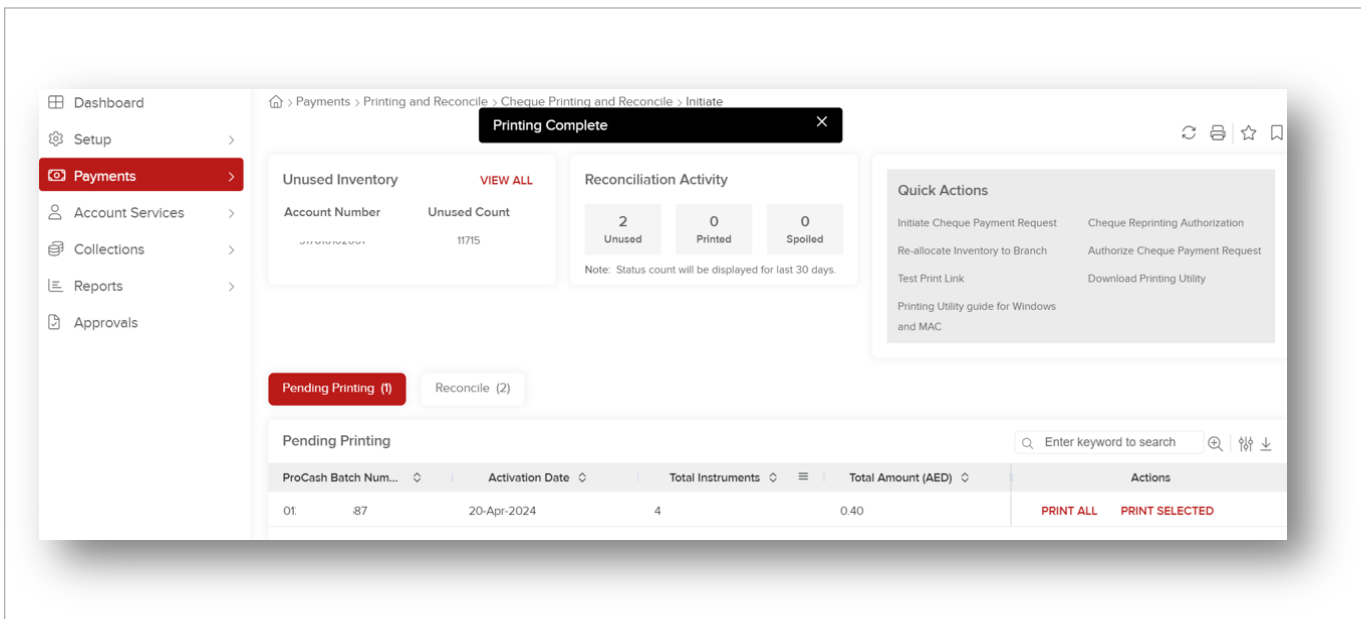 Dashboard
Setup
Payments
Account Services
Collections
Reports
Approvals
> Payments > Printing and Reconcile > Cheque Printing and Reconcile > Initiate
Printing Complete
Unused Inventory VIEW ALL
Account Number Unused Count
11715
Reconciliation Activity
2 0 0
Unused Printed Spoiled
Note: Status count will be displayed for last 30 days.
Quick Actions
Initiate Cheque Payment Request Cheque Reprinting Authorization
Re-allocate Inventory to Branch Authorize Cheque Payment Request
Test Print Link Download Printing Utility
Printing Utility guide for Windows
and MAC
Pending Printing (1) Reconcile (2)
Pending Printing Enter keyword to search
ProCash Batch Num... Activation Date Total Instruments Total Amount (AED) Actions
01 87 20-Apr-2024 4 0.40 PRINT ALL PRINT SELECTED